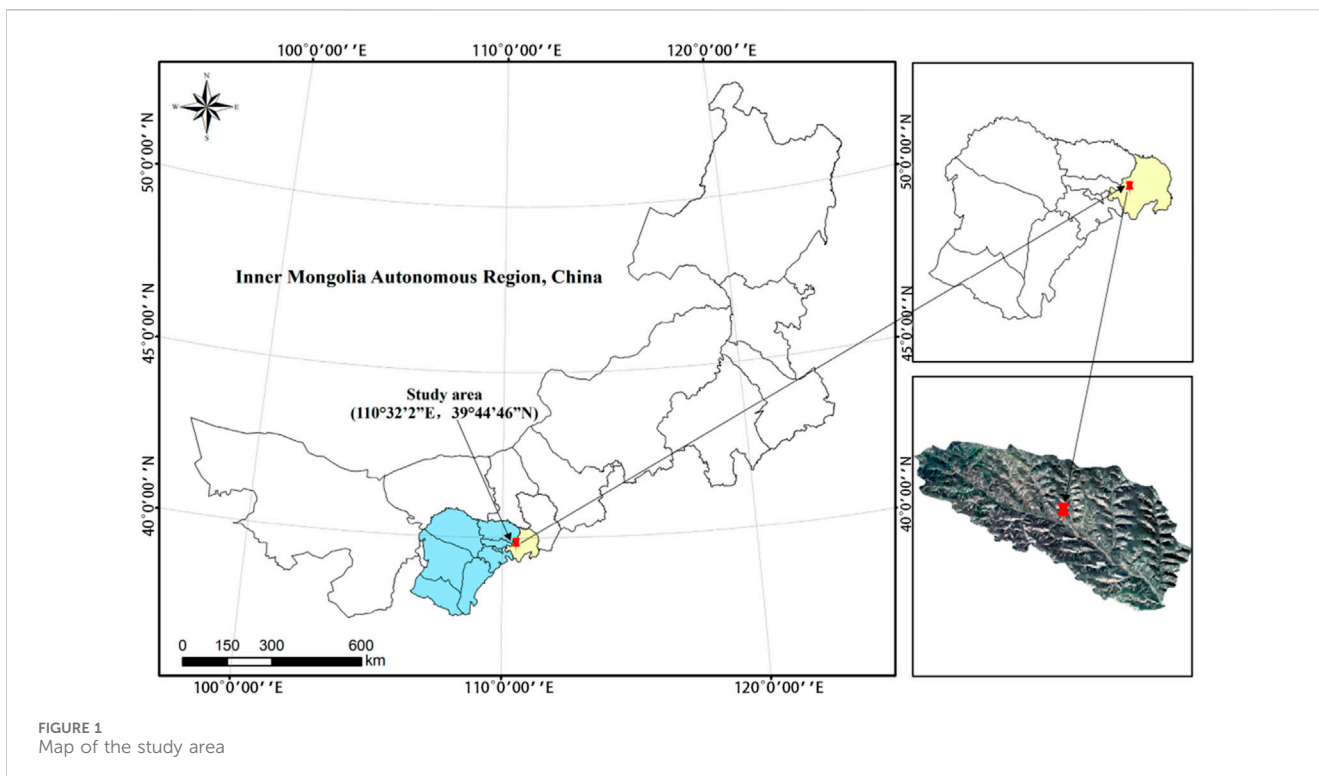 100°0'0''E
110°0'0''E
120°0'0''E
N
W
E
S
50°0'0''N
50°0'0''N
Inner Mongolia Autonomous Region, China
45°0'0''N
45°0'0''N
Study area
(110°32'2”E， 39°44'46”N)
40°0'0''N
40°0'0''N
0 150 300 600
km
100°0'0''E
110°0'0''E
120°0'0''E
FIGURE 1
Map of the study area